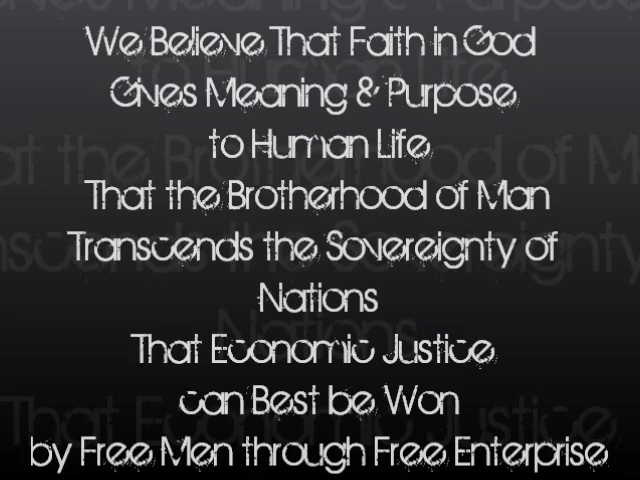 We Believe That Faith in God
Gives Meaning & Purpose
to Human Life
That the Brotherhood of Man
Transcends the Sovereignty of
Nations
That Economic Justice
can Best be Won
by Free Men through Free Enterprise